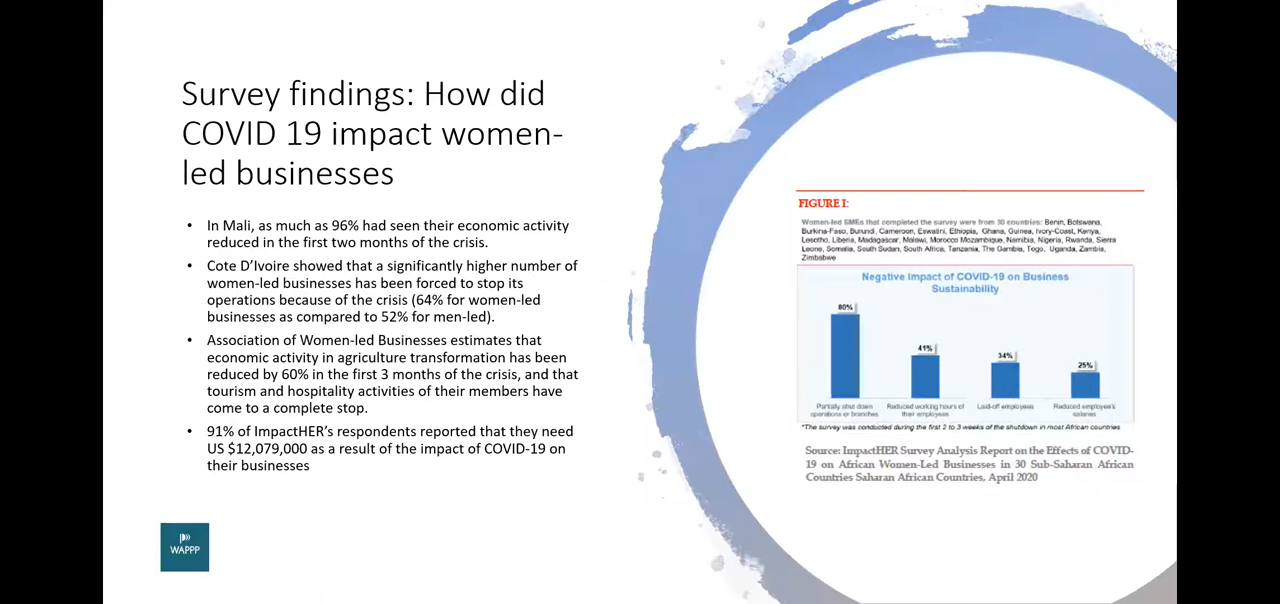 Survey findings: How did
COVID 19 impact women-
led businesses
• In Mali, as much as 96% had seen their economic activity
reduced in the first two months of the crisis.
• Cote D'Ivoire showed that a significantly higher number of
women-led businesses has been forced to stop its
operations because of the crisis (64% for women-led
businesses as compared to 52% for men-led).
• Association of Women-led Businesses estimates that
economic activity in agriculture transformation has been
reduced by 60% in the first 3 months of the crisis, and that
tourism and hospitality activities of their members have
come to a complete stop.
• 91% of ImpactHER's respondents reported that they need
US $12,079,000 as a result of the impact of COVID-19 on
their businesses
WAPPP
FIGURE I:
Women-led SMEs that completed the survey were from 30 countries: Benin, Botswana,
Burkina-Faso, Burundi, Cameroon, Eswatini, Ethiopia, Ghana, Guinea, Ivory-Coast, Kenya,
Lesotho, Liberia, Madagascar, Malawi, Morocco Mozambique, Namibia, Nigeria, Rwanda, Sierra
Leone, Somalia, South Sudan, South Africa, Tanzania, The Gambia, Togo, Uganda, Zambia,
Zimbabwe
Negative Impact of COVID-19 on Business
Sustainability
80%
41%
34%
25%
Partially shut down
operations or branches
Reduced working hours of
their employees
Laid-off employees
Reduced employee's
salaries
*The survey was conducted during the first 2 to 3 weeks of the shutdown in most African countries
Source: ImpactHER Survey Analysis Report on the Effects of COVID-
19 on African Women-Led Businesses in 30 Sub-Saharan African
Countries Saharan African Countries, April 2020